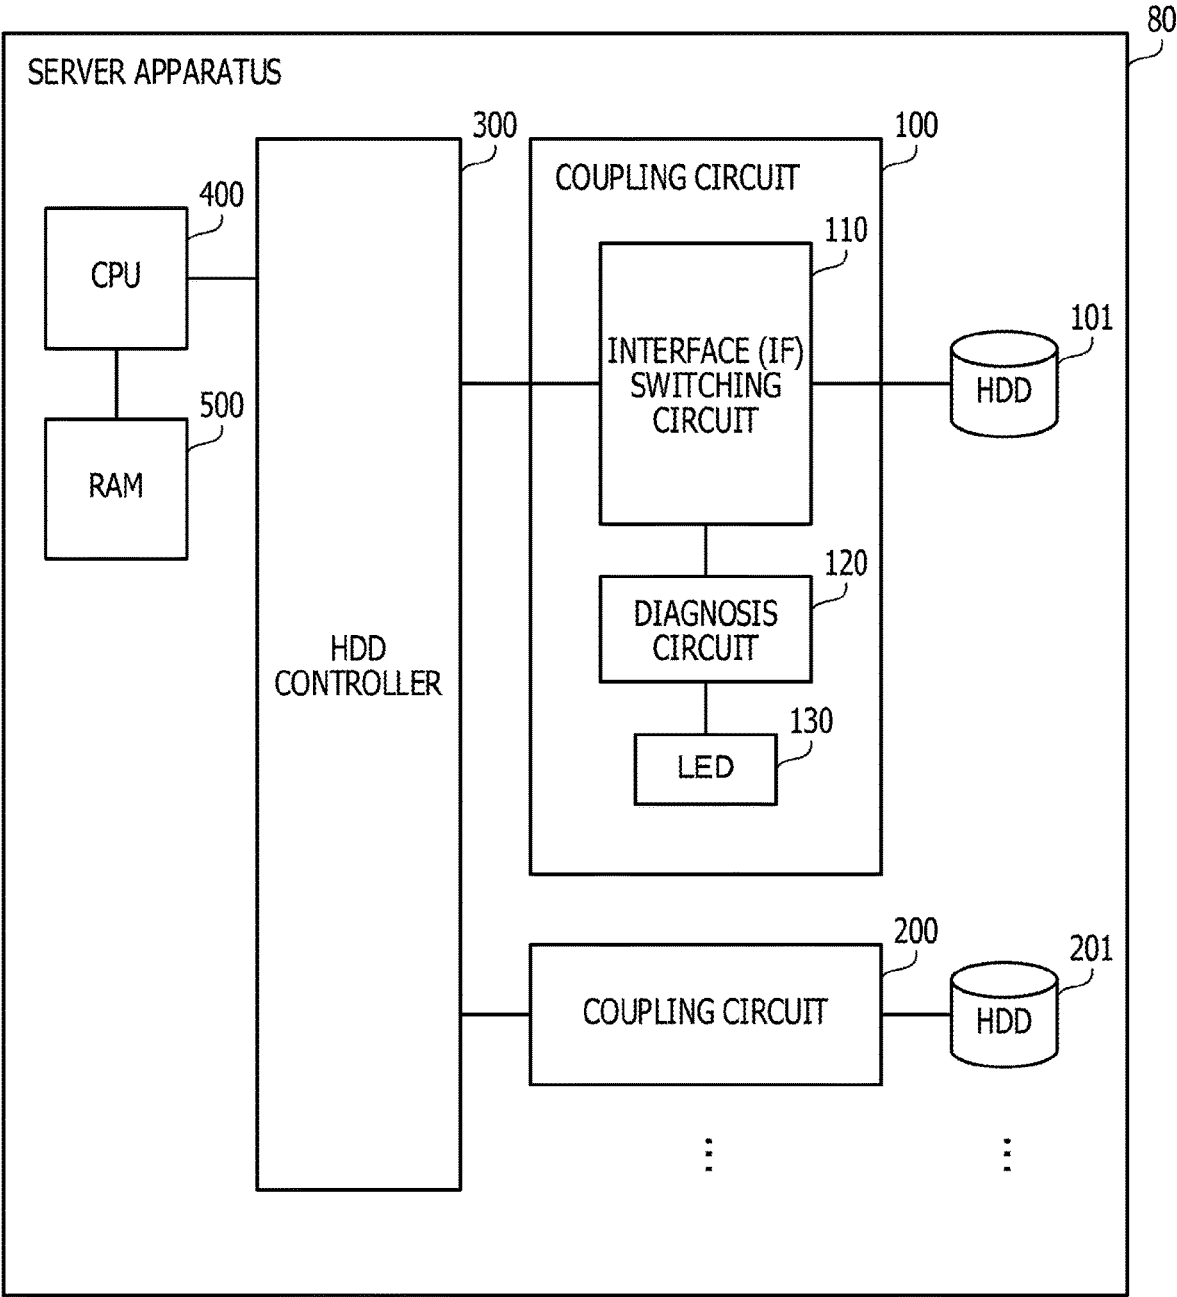 80
SERVER APPARATUS
300
100
COUPLING CIRCUIT
400
CPU
110
INTERFACE (IF)
SWITCHING
CIRCUIT
101
HDD
500
RAM
120
DIAGNOSIS
CIRCUIT
HDD
CONTROLLER
130
LED
200
COUPLING CIRCUIT
201
HDD